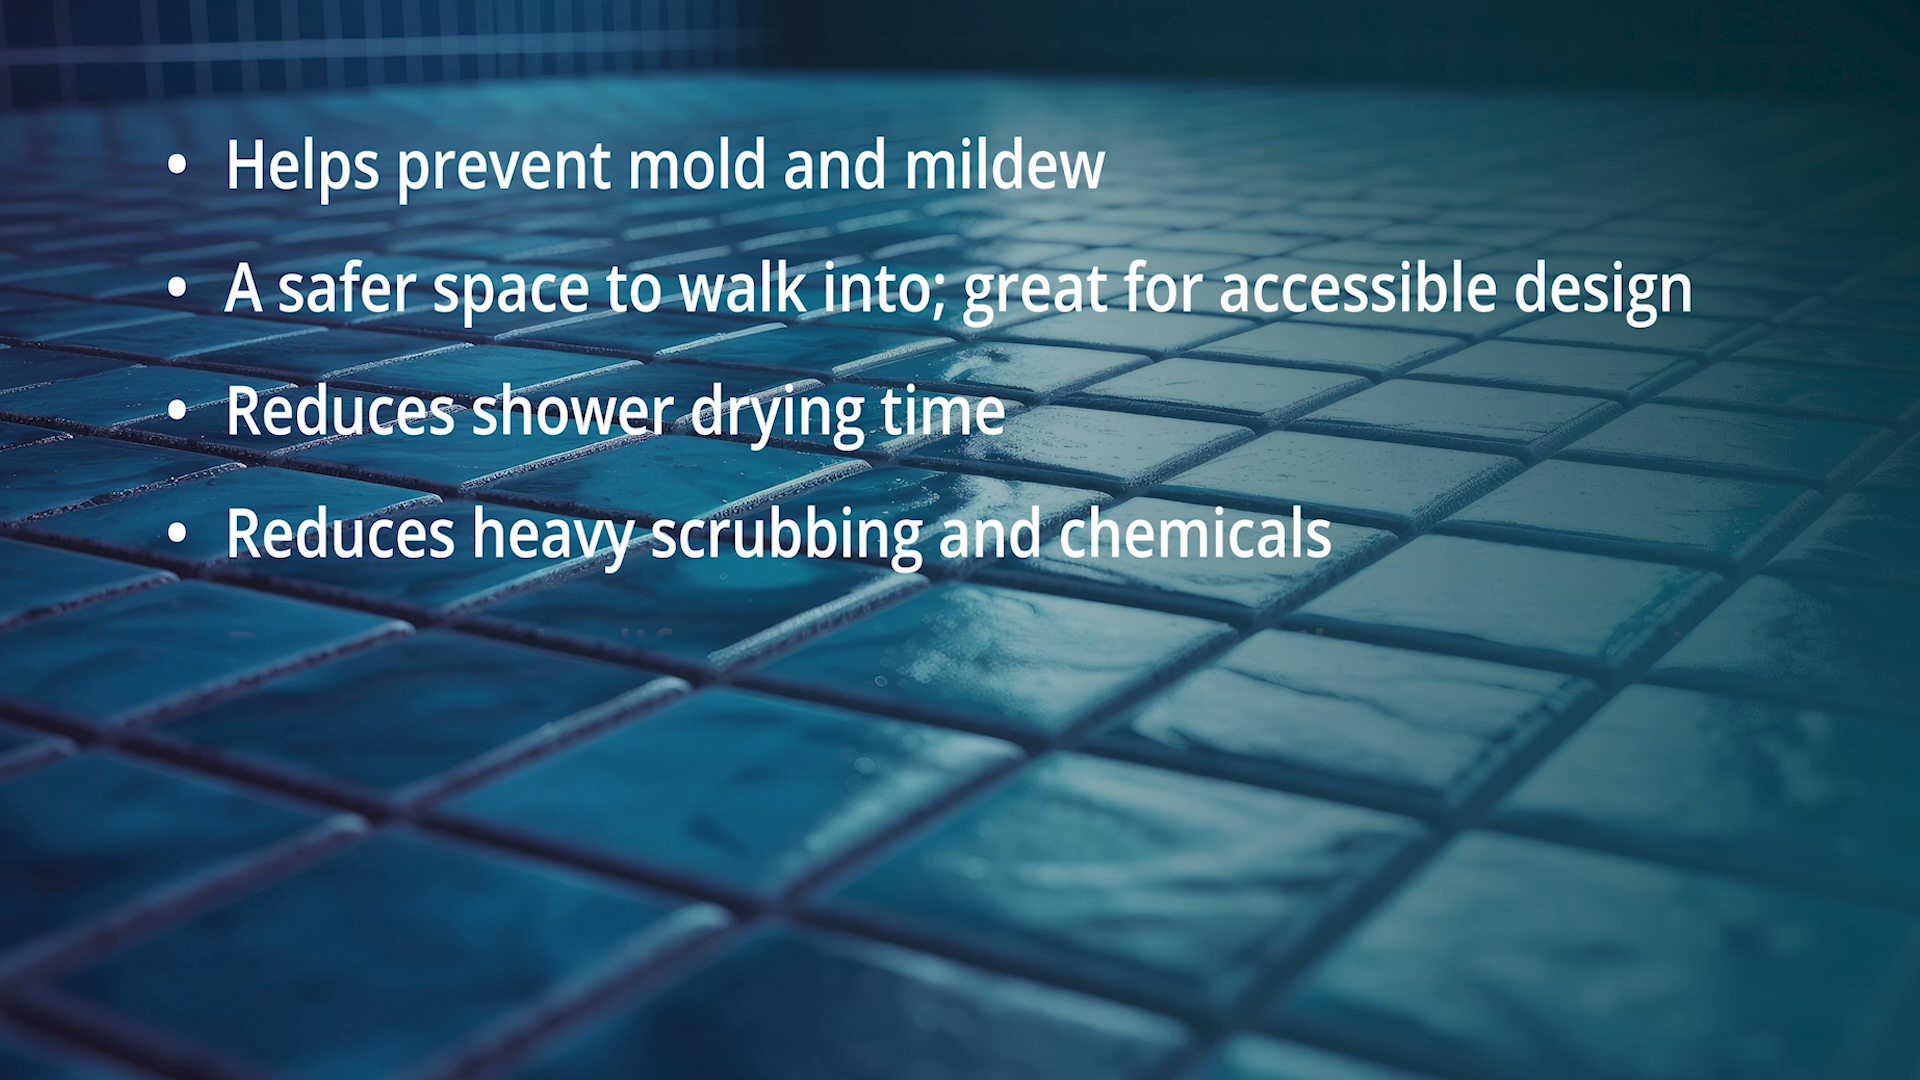 • Helps prevent mold and mildew
• A safer space to walk into; great for accessible design
• Reduces shower drying time
• Reduces heavy scrubbing and chemicals